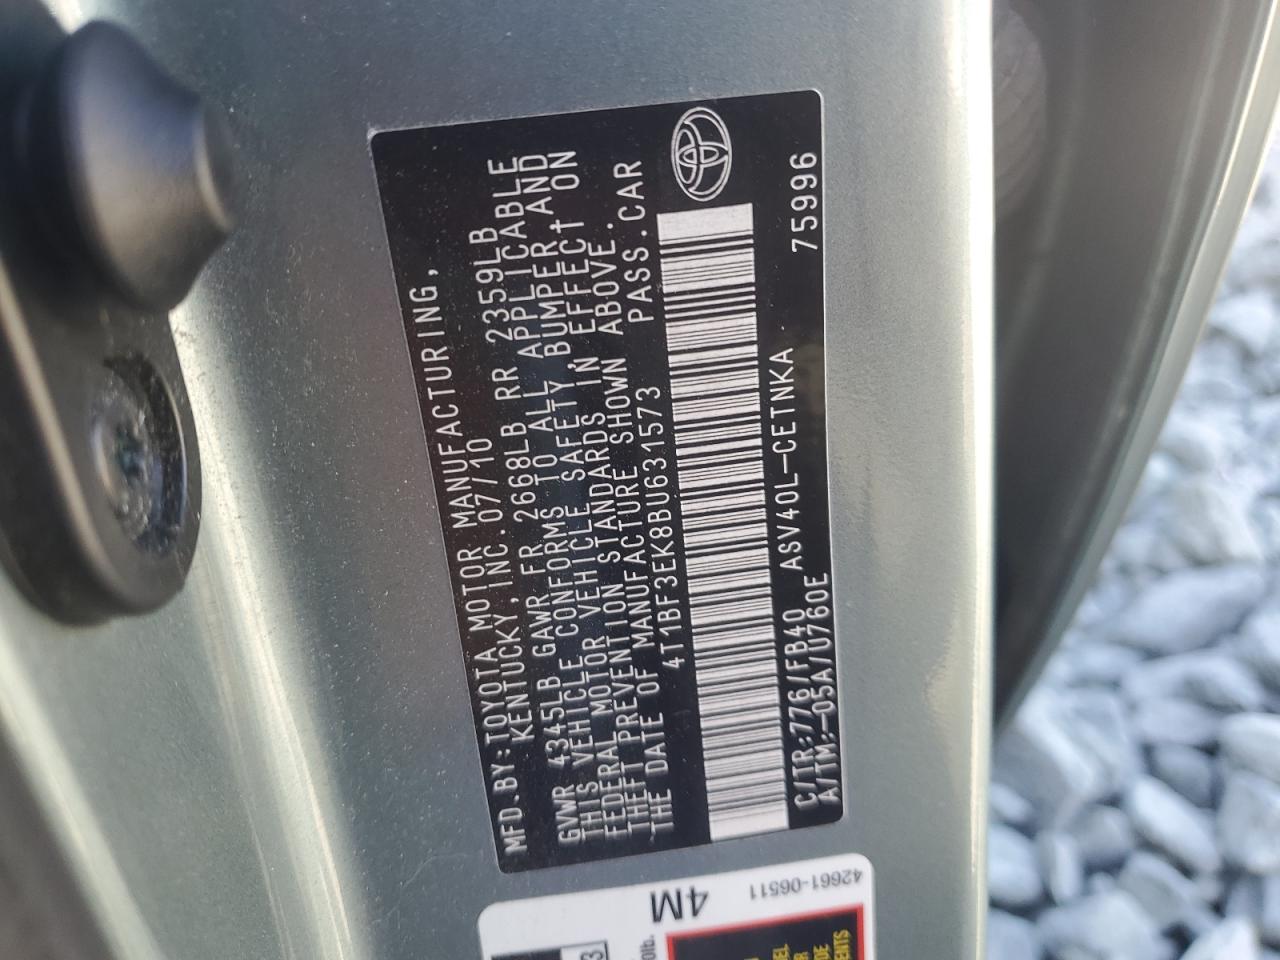 MFD.BY:TOYOTA MOTOR MANUFACTURING,
KENTUCKY,INC.07/10
GVWR 4345LB GAWR FR 2668LB RR 2359LB
THIS VEHICLE CONFORMS TO ALL APPLICABLE
FEDERAL MOTOR VEHICLE SAFETY,BUMPER,AND
THEFT PREVENTION STANDARDS IN EFFECT ON
THE DATE OF MANUFACTURE SHOWN ABOVE.
4T1BF3EK8BU631573 PASS.CAR
C/TR:776/FB40 ASV40L-CETNKA 75996
A/TM:-05A/U760E
42661-06511
4M